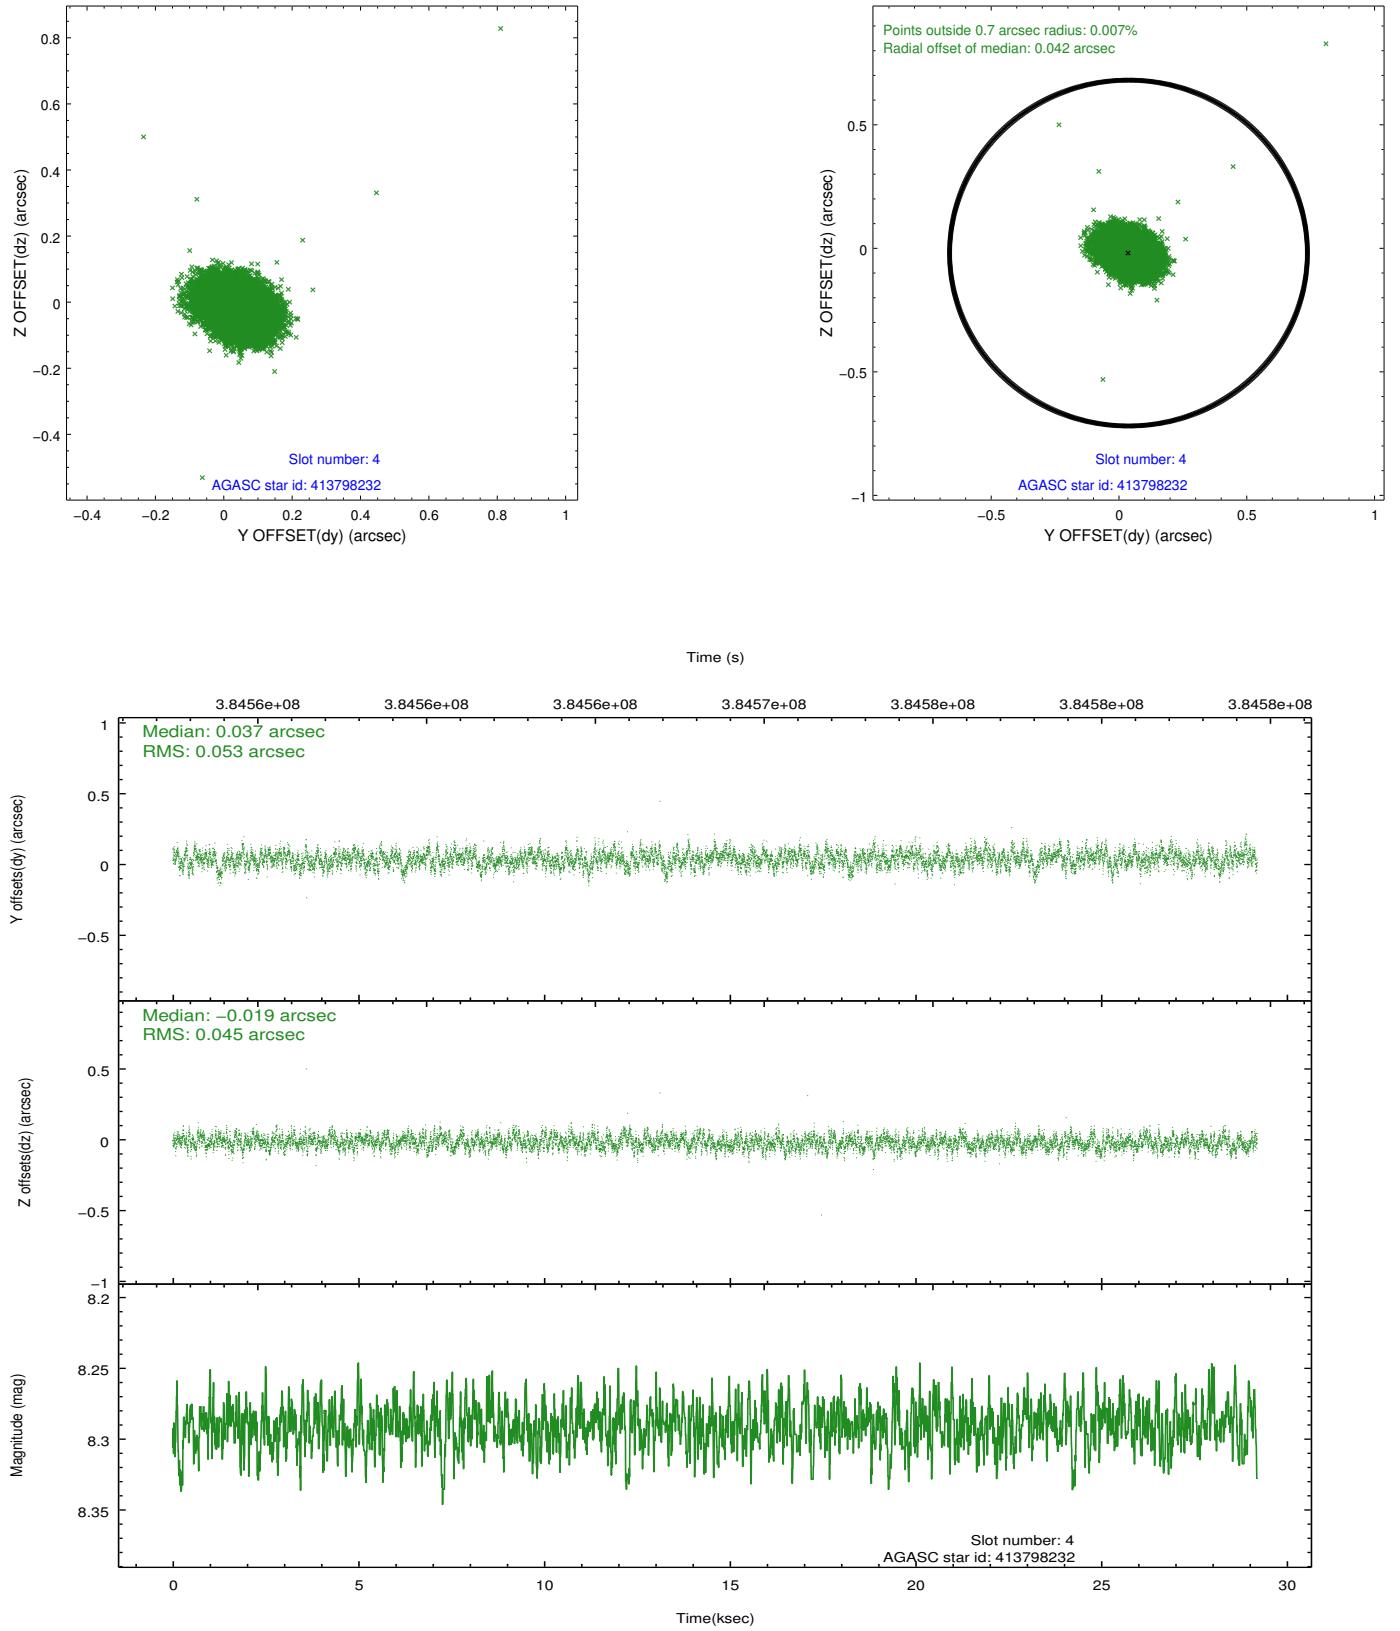 0.8
0.6
0.4
0.2
0
−0.2
−0.4
−0.4 −0.2 0 0.2 0.4 0.6 0.8 1
Z OFFSET(dz) (arcsec)
Y OFFSET(dy) (arcsec)
Slot number: 4
AGASC star id: 413798232
Points outside 0.7 arcsec radius: 0.007%
Radial offset of median: 0.042 arcsec
0.5
0
−0.5
−1
−0.5 0 0.5 1
Z OFFSET(dz) (arcsec)
Y OFFSET(dy) (arcsec)
Slot number: 4
AGASC star id: 413798232
Time (s)
3.8456e+08 3.8456e+08 3.8456e+08 3.8457e+08 3.8458e+08 3.8458e+08 3.8458e+08
Median: 0.037 arcsec
RMS: 0.053 arcsec
1
0.5
0
−0.5
Y offsets(dy) (arcsec)
Median: −0.019 arcsec
RMS: 0.045 arcsec
0.5
0
−0.5
−1
Z offsets(dz) (arcsec)
8.2
8.25
8.3
8.35
Magnitude (mag)
Slot number: 4
AGASC star id: 413798232
0 5 10 15 20 25 30
Time(ksec)